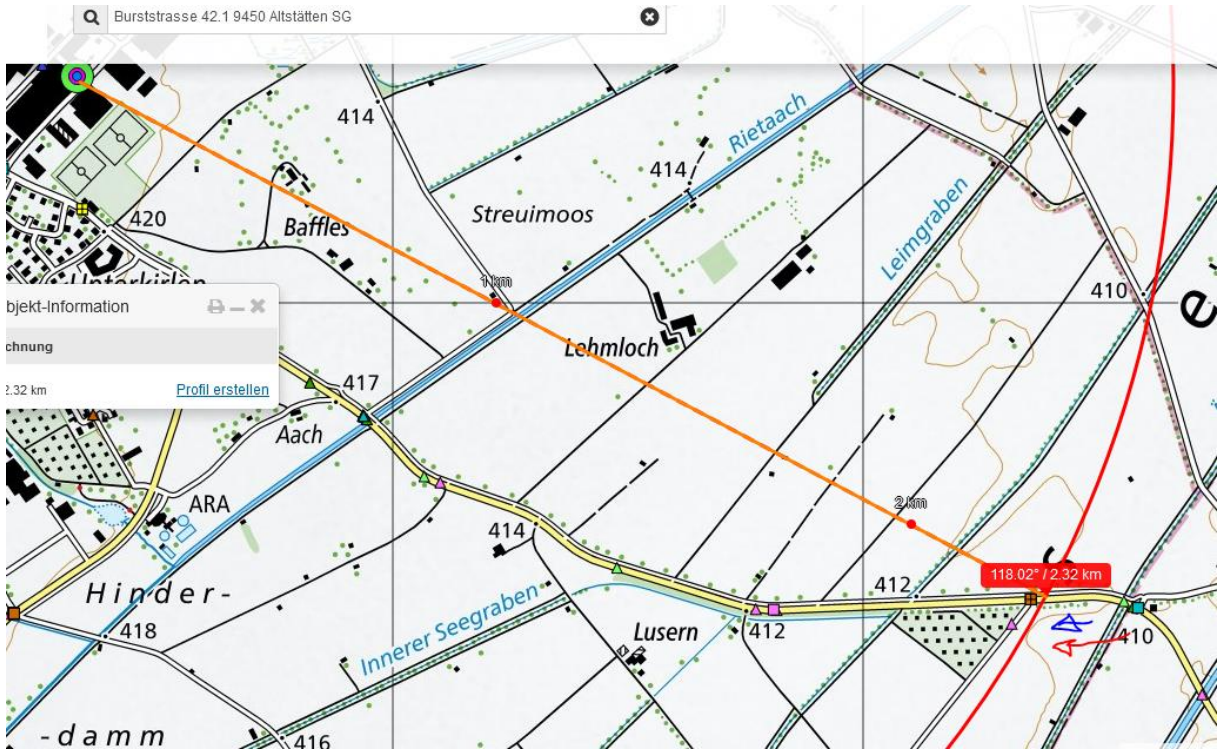 Burststrasse 42.1 9450 Altstätten SG
414
Rietaach
414
Streuimoos
Leimgraben
420
Baffles
Unterkirlen
1 km
410
bjekt-Information
chnung
2.32 km
Profil erstellen
Lehmloch
417
Aach
ARA
2 km
414
118.02° / 2.32 km
412
Hinder-
Innerer Seegraben
Lusern
412
410
418
-damm
416
e